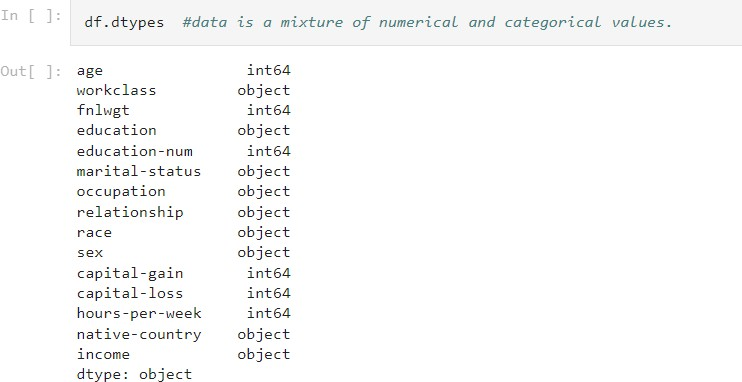 In [ ]: df.dtypes #data is a mixture of numerical and categorical values.
Out[ ]: age int64
workclass object
fnlwgt int64
education object
education-num int64
marital-status object
occupation object
relationship object
race object
sex object
capital-gain int64
capital-loss int64
hours-per-week int64
native-country object
income object
dtype: object